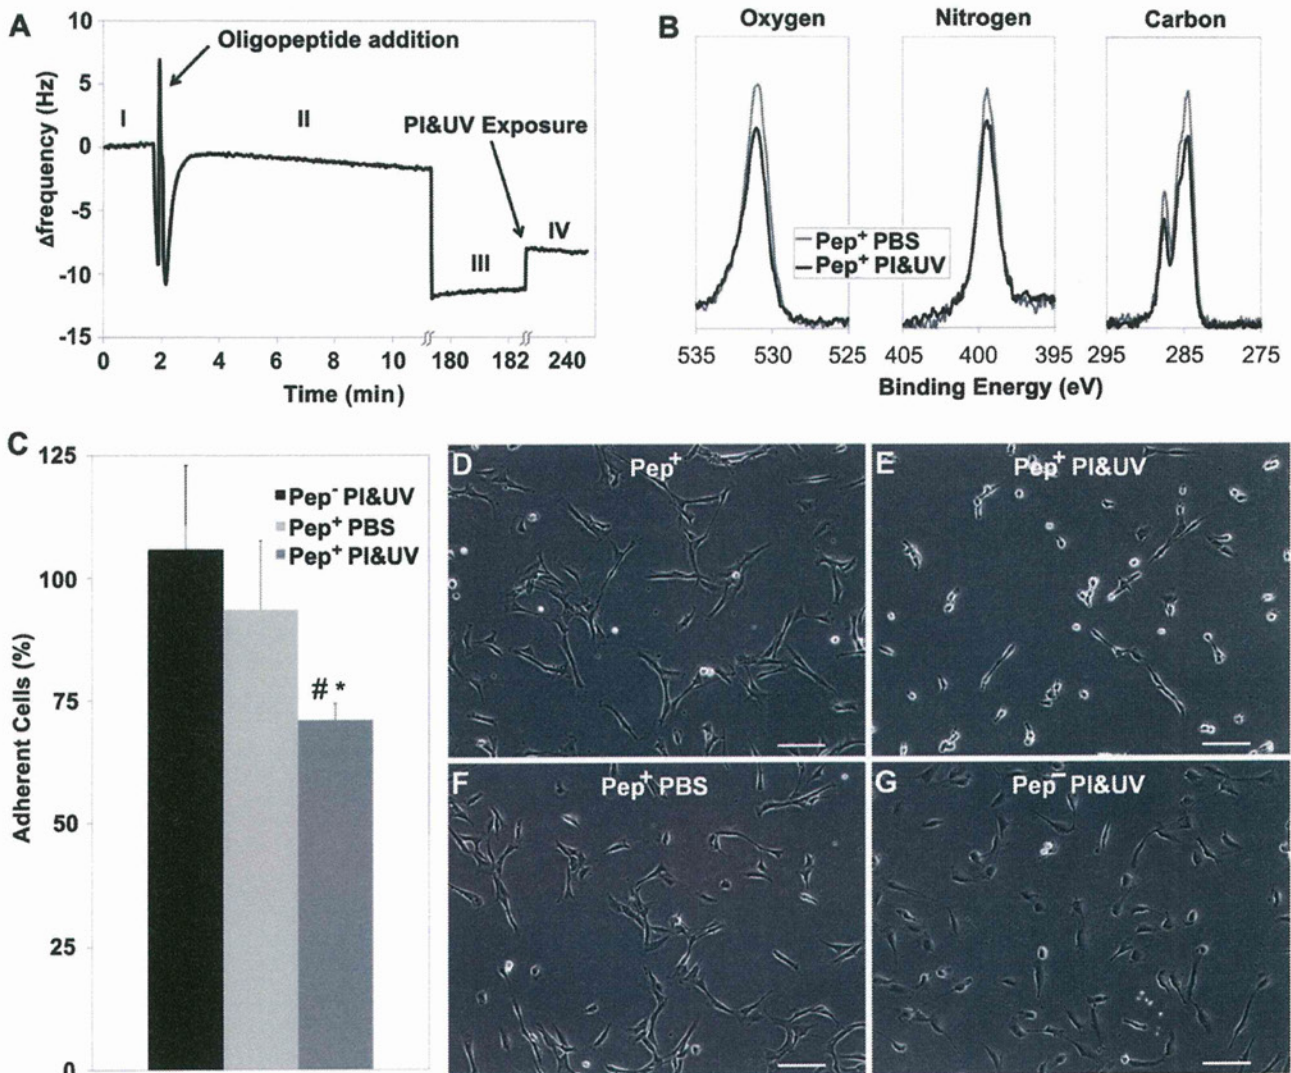 A
10
5
0
-5
-10
-15
Δfrequency (Hz)
I
Oligopeptide addition
II
PI&UV Exposure
III
IV
0 2 4 6 8 10 180 182 240
Time (min)
B
Oxygen Nitrogen Carbon
Pep+ PBS
Pep+ PI&UV
535 530 525 405 400 395 295 285 275
Binding Energy (eV)
C
125
100
75
50
25
0
Adherent Cells (%)
Pep- PI&UV
Pep+ PBS
Pep+ PI&UV
# *
D Pep+
E Pep+ PI&UV
F Pep+ PBS
G Pep- PI&UV